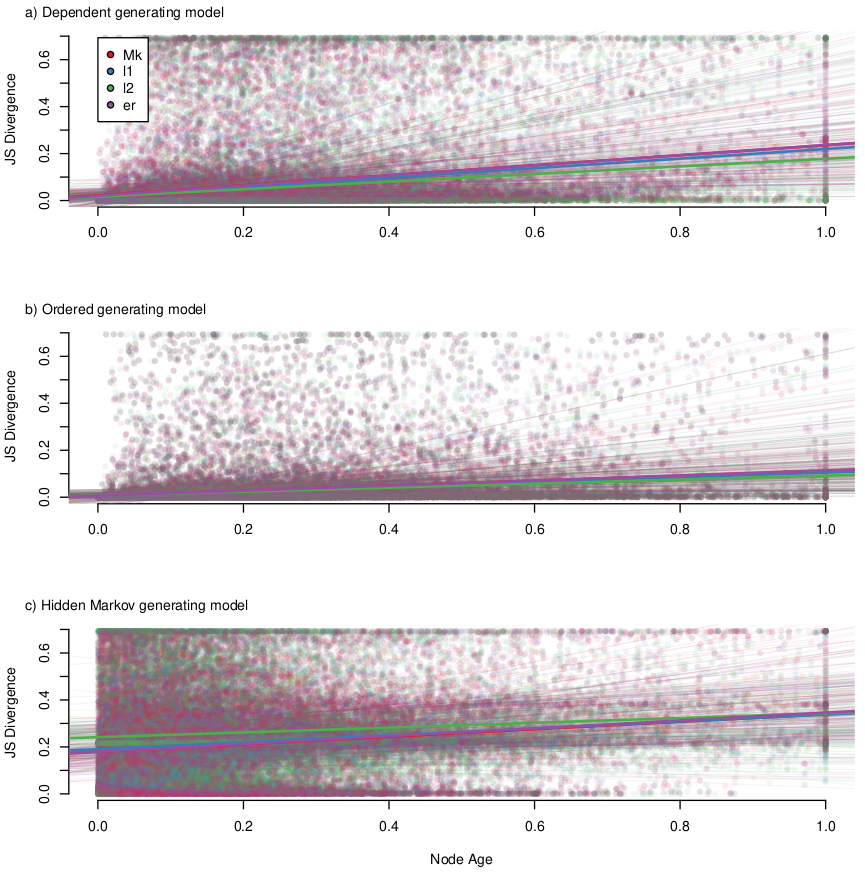 a) Dependent generating model
JS Divergence
0.0 0.2 0.4 0.6
Mk
l1
l2
er
0.0 0.2 0.4 0.6 0.8 1.0
b) Ordered generating model
JS Divergence
0.0 0.2 0.4 0.6
0.0 0.2 0.4 0.6 0.8 1.0
c) Hidden Markov generating model
JS Divergence
0.0 0.2 0.4 0.6
0.0 0.2 0.4 0.6 0.8 1.0
Node Age